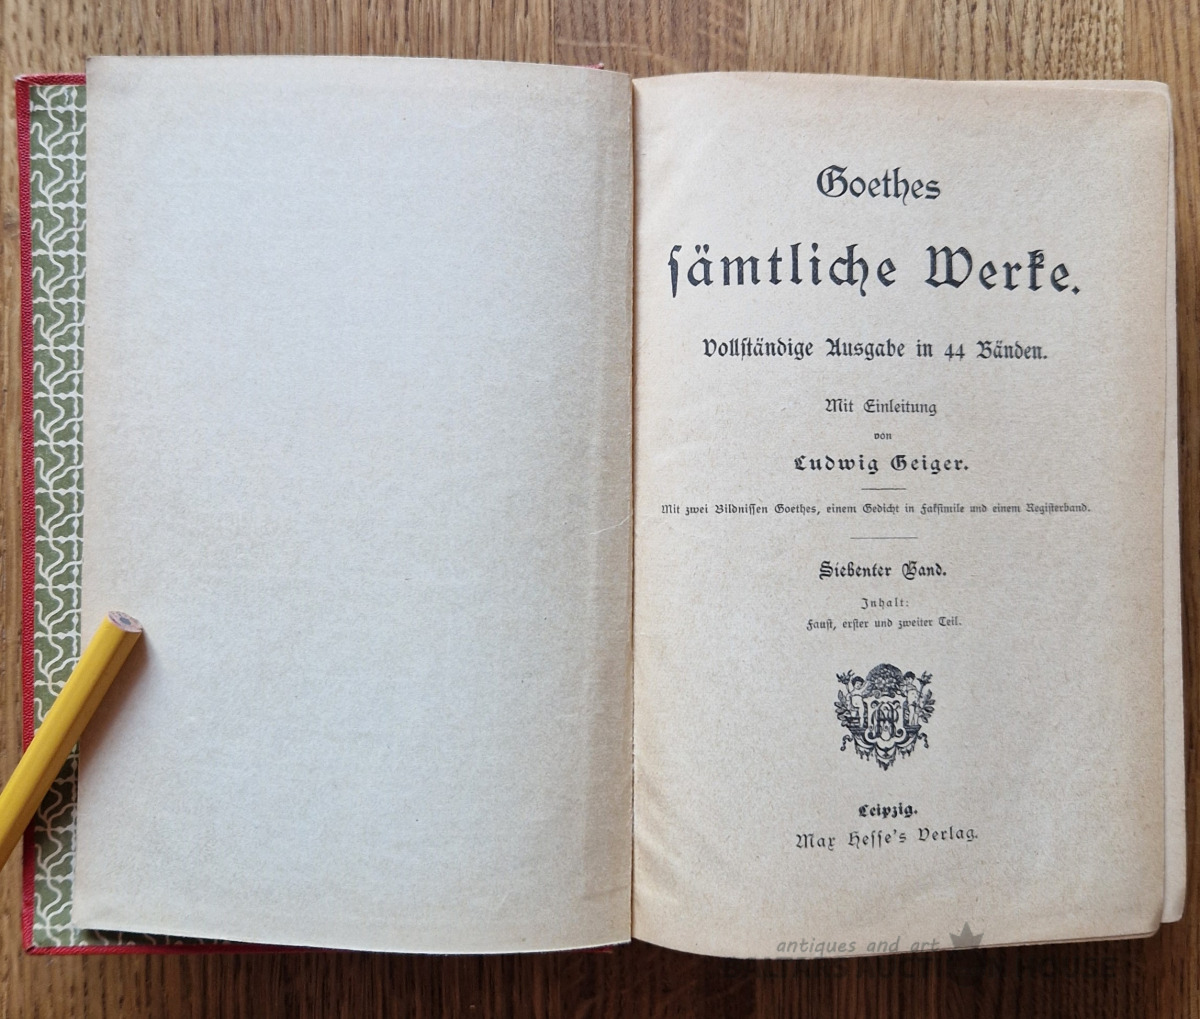 Goethes
sämtliche Werke.
Vollständige Ausgabe in 44 Bänden.
Mit Einleitung
von
Ludwig Geiger.
Mit zwei Bildnissen Goethes, einem Gedicht in Faksimile und einem Registerband.
Siebenter Band.
Inhalt:
Faust, erster und zweiter Teil.
Leipzig.
Max Hesse's Verlag.
antiques and art
AUCTION HOUSE